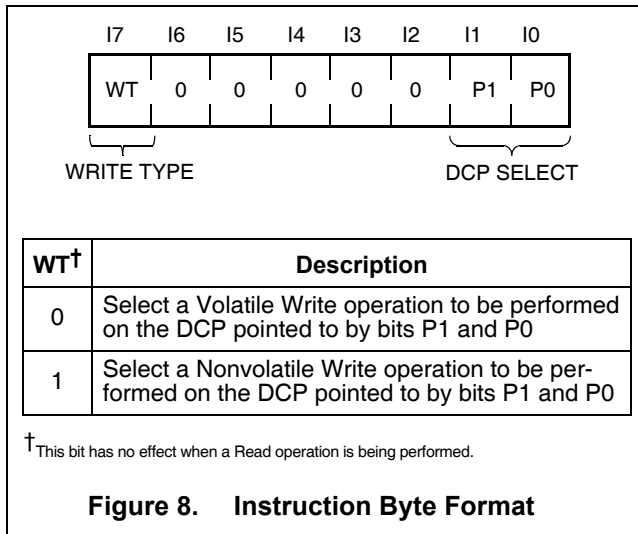 I7 I6 I5 I4 I3 I2 I1 I0
WT 0 0 0 0 0 P1 P0
WRITE TYPE DCP SELECT
WT† Description
0 Select a Volatile Write operation to be performed
on the DCP pointed to by bits P1 and P0
1 Select a Nonvolatile Write operation to be per-
formed on the DCP pointed to by bits P1 and P0
†This bit has no effect when a Read operation is being performed.
Figure 8. Instruction Byte Format